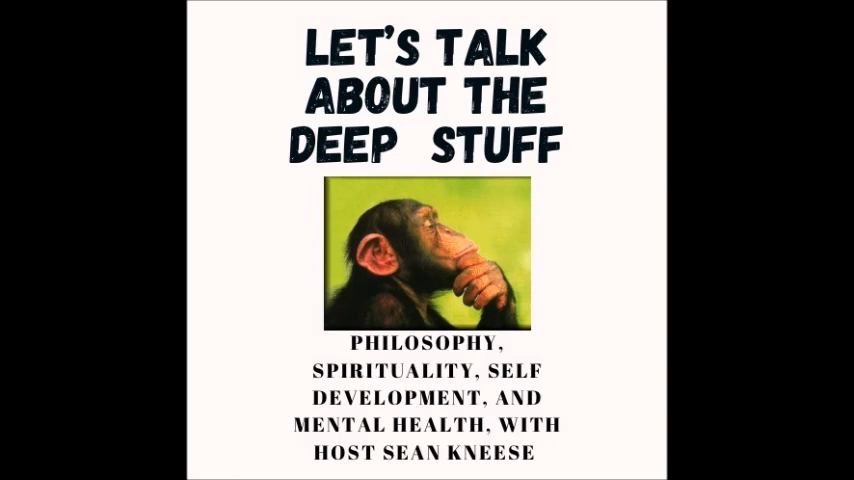 LET'S TALK
ABOUT THE
DEEP STUFF
PHILOSOPHY,
SPIRITUALITY, SELF
DEVELOPMENT, AND
MENTAL HEALTH, WITH
HOST SEAN KNEESE